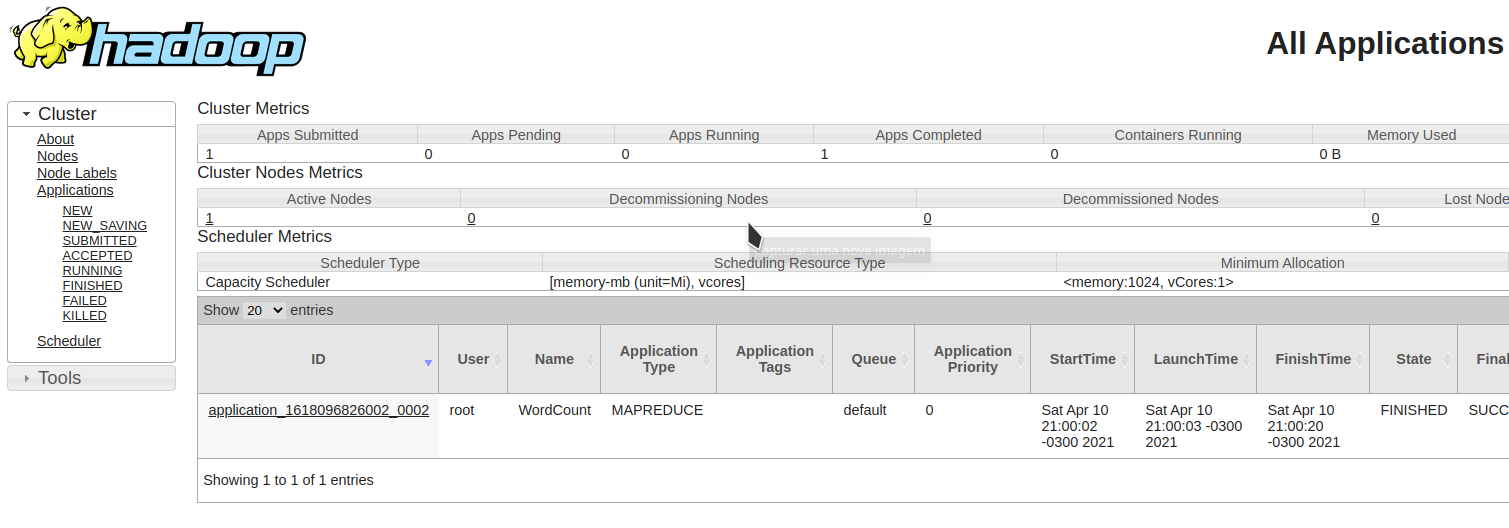 hadoop
All Applications
Cluster
About
Nodes
Node Labels
Applications
NEW
NEW_SAVING
SUBMITTED
ACCEPTED
RUNNING
FINISHED
FAILED
KILLED
Scheduler
Tools
Cluster Metrics
Apps Submitted Apps Pending Apps Running Apps Completed Containers Running Memory Used
1 0 0 1 0 0 B
Cluster Nodes Metrics
Active Nodes Decommissioning Nodes Decommissioned Nodes Lost Node
1 0 0 0
Capturar uma nova imagem
Scheduler Metrics
Scheduler Type Scheduling Resource Type Minimum Allocation
Capacity Scheduler [memory-mb (unit=Mi), vcores] <memory:1024, vCores:1>
Show 20 entries
ID User Name Application Type Application Tags Queue Application Priority StartTime LaunchTime FinishTime State Final
application_1618096826002_0002 root WordCount MAPREDUCE default 0 Sat Apr 10 21:00:02 -0300 2021 Sat Apr 10 21:00:03 -0300 2021 Sat Apr 10 21:00:20 -0300 2021 FINISHED SUCC
Showing 1 to 1 of 1 entries